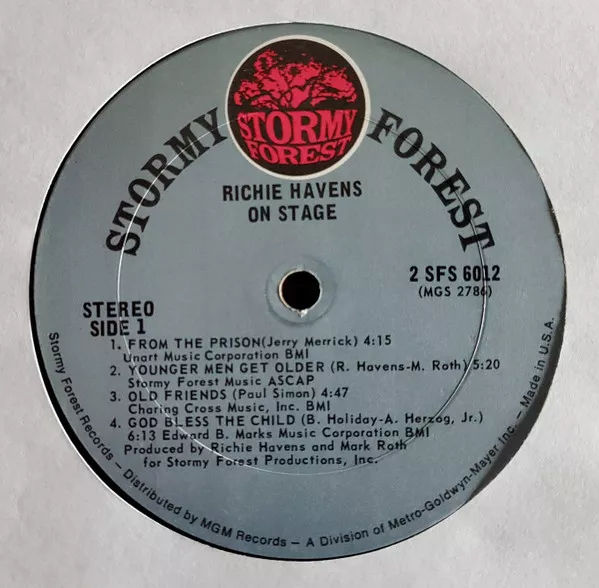 STORMY FOREST
STORMY
FOREST
RICHIE HAVENS
ON STAGE
2 SFS 6012
(MGS 2786)
STEREO
SIDE 1
1. FROM THE PRISON(Jerry Merrick) 4:15
Unart Music Corporation BMI
2. YOUNGER MEN GET OLDER (R. Havens-M. Roth) 5:20
Stormy Forest Music ASCAP
3. OLD FRIENDS (Paul Simon) 4:47
Charing Cross Music, Inc. BMI
4. GOD BLESS THE CHILD (B. Holiday-A. Herzog, Jr.)
6:13 Edward B. Marks Music Corporation BMI
Produced by Richie Havens and Mark Roth
for Stormy Forest Productions, Inc.
Stormy Forest Records – Distributed by MGM Records – A Division of Metro-Goldwyn-Mayer Inc. – Made in U.S.A.